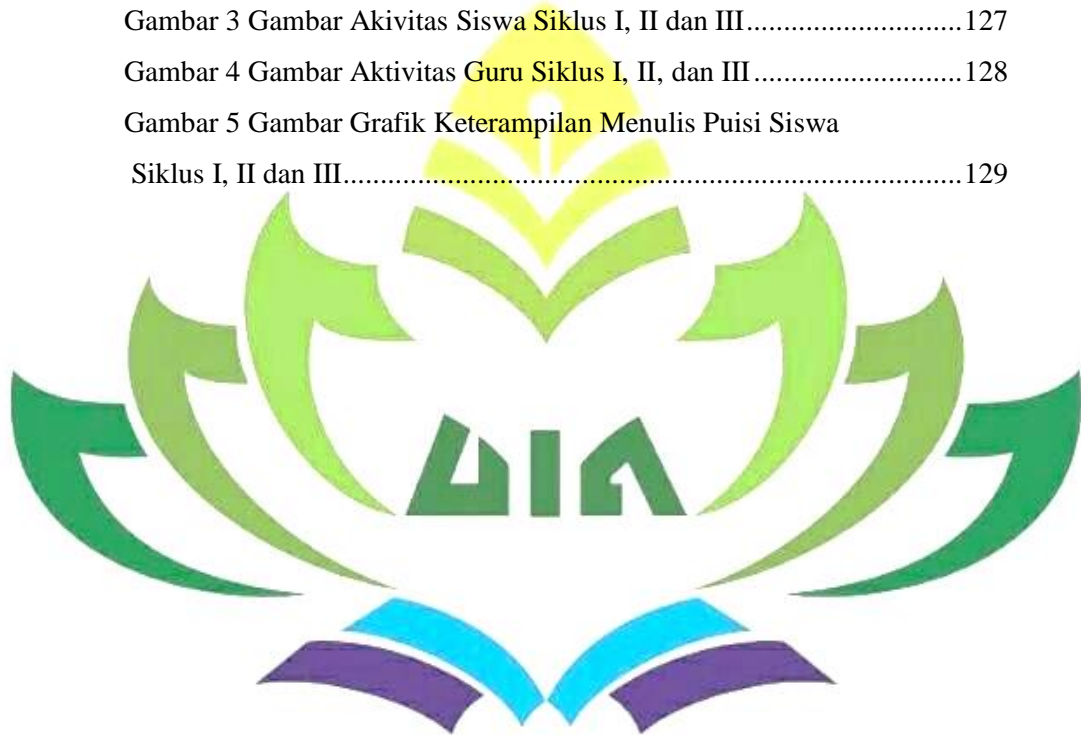 Gambar 3 Gambar Akivitas Siswa Siklus I, II dan III............................127
Gambar 4 Gambar Aktivitas Guru Siklus I, II, dan III............................128
Gambar 5 Gambar Grafik Keterampilan Menulis Puisi Siswa
Siklus I, II dan III...................................................................................129
UIN